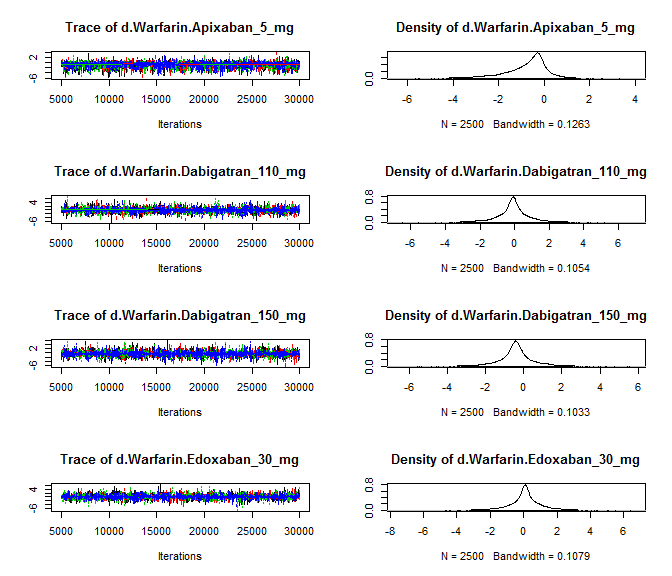 Trace of d.Warfarin.Apixaban_5_mg
2
-6
5000 10000 15000 20000 25000 30000
Iterations
Density of d.Warfarin.Apixaban_5_mg
0.0
-6 -4 -2 0 2 4
N = 2500 Bandwidth = 0.1263
Trace of d.Warfarin.Dabigatran_110_mg
4
-6
5000 10000 15000 20000 25000 30000
Iterations
Density of d.Warfarin.Dabigatran_110_mg
0.8
0.0
-6 -4 -2 0 2 4 6
N = 2500 Bandwidth = 0.1054
Trace of d.Warfarin.Dabigatran_150_mg
2
-6
5000 10000 15000 20000 25000 30000
Iterations
Density of d.Warfarin.Dabigatran_150_mg
0.8
0.0
-6 -4 -2 0 2 4 6
N = 2500 Bandwidth = 0.1033
Trace of d.Warfarin.Edoxaban_30_mg
4
-6
5000 10000 15000 20000 25000 30000
Iterations
Density of d.Warfarin.Edoxaban_30_mg
0.8
0.0
-8 -6 -4 -2 0 2 4 6
N = 2500 Bandwidth = 0.1079